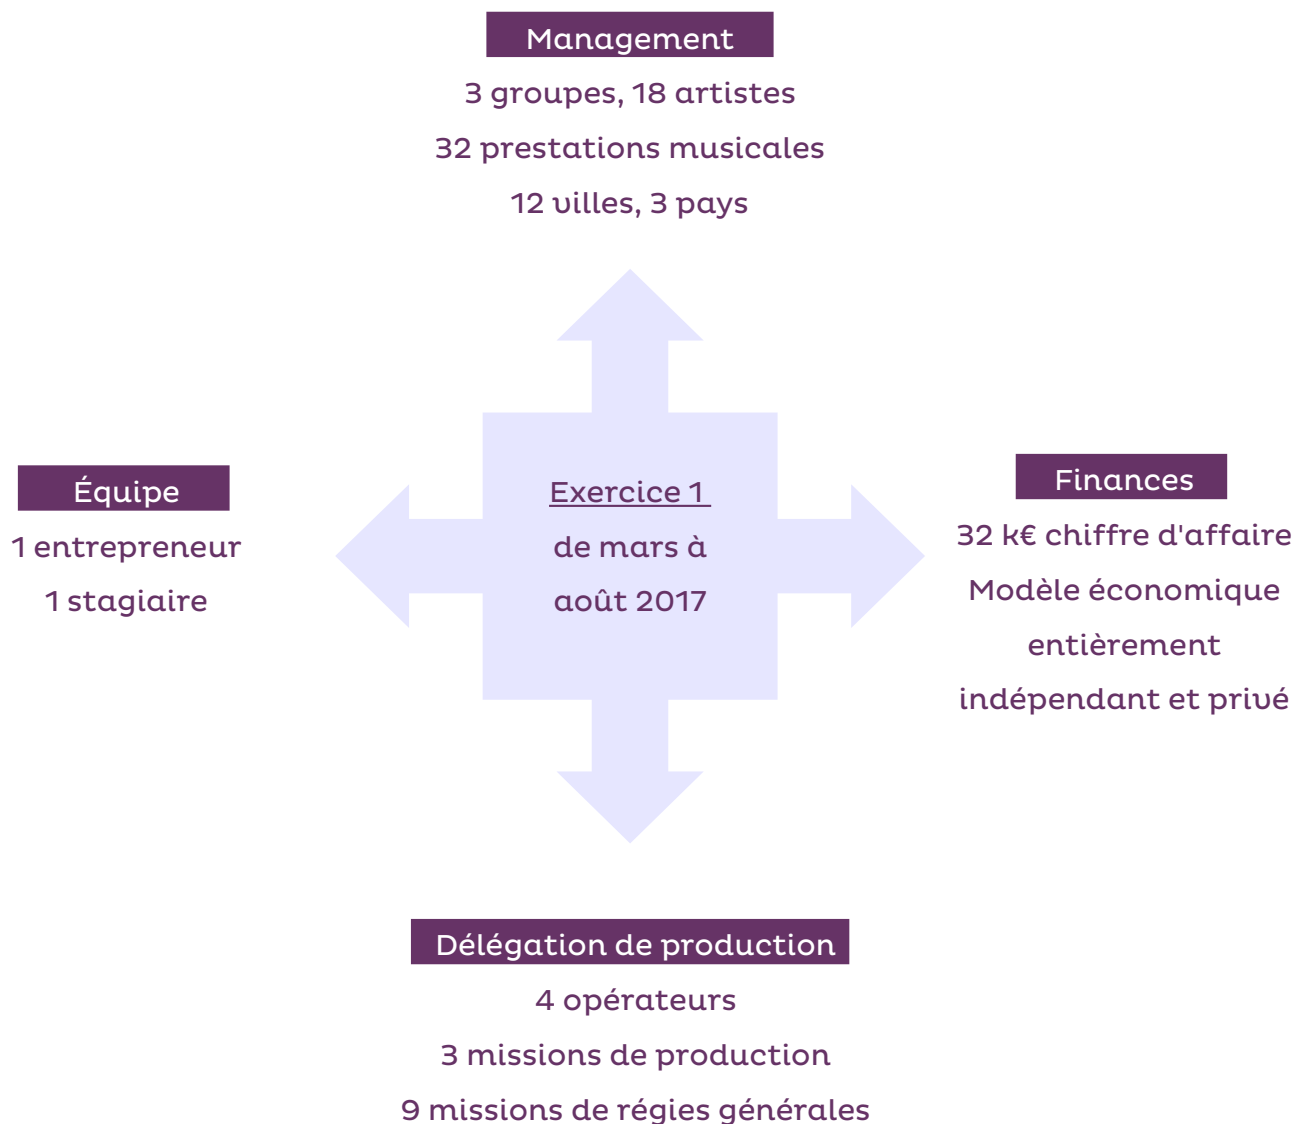 Management
3 groupes, 18 artistes
32 prestations musicales
12 villes, 3 pays
Équipe
1 entrepreneur
1 stagiaire
Exercice 1
de mars à
août 2017
Finances
32 k€ chiffre d'affaire
Modèle économique
entièrement
indépendant et privé
Délégation de production
4 opérateurs
3 missions de production
9 missions de régies générales